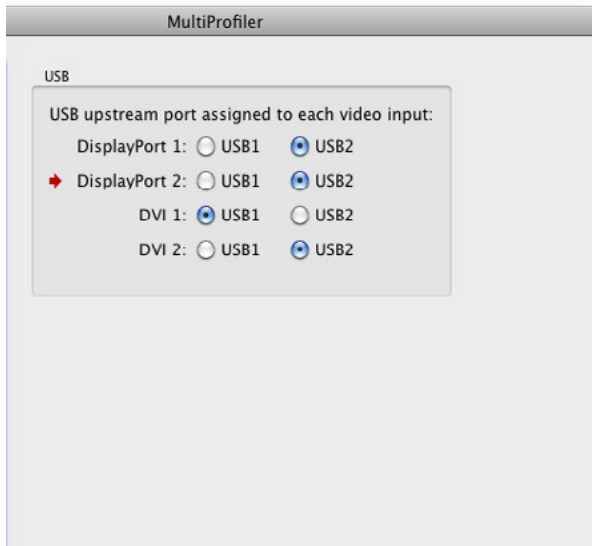 MultiProfiler
USB
USB upstream port assigned to each video input:
DisplayPort 1: USB1 USB2
DisplayPort 2: USB1 USB2
DVI 1: USB1 USB2
DVI 2: USB1 USB2